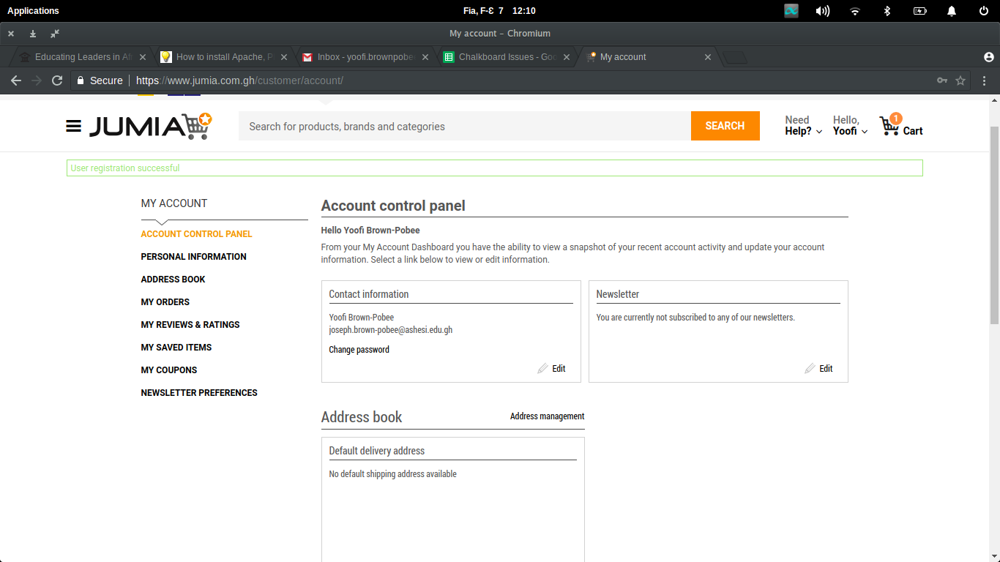 Applications
Fia, F-Ɛ 7 12:10
My account - Chromium
Educating Leaders in Af
How to install Apache, P
Inbox - yoofi.brownpobe
Chalkboard Issues - Goo
My account
Secure
https://www.jumia.com.gh/customer/account/
JUMIA
Search for products, brands and categories
SEARCH
Need
Help?
Hello,
Yoofi
1
Cart
User registration successful
MY ACCOUNT
ACCOUNT CONTROL PANEL
PERSONAL INFORMATION
ADDRESS BOOK
MY ORDERS
MY REVIEWS & RATINGS
MY SAVED ITEMS
MY COUPONS
NEWSLETTER PREFERENCES
Account control panel
Hello Yoofi Brown-Pobee
From your My Account Dashboard you have the ability to view a snapshot of your recent account activity and update your account
information. Select a link below to view or edit information.
Contact information
Yoofi Brown-Pobee
joseph.brown-pobee@ashesi.edu.gh
Change password
Edit
Newsletter
You are currently not subscribed to any of our newsletters.
Edit
Address book
Address management
Default delivery address
No default shipping address available